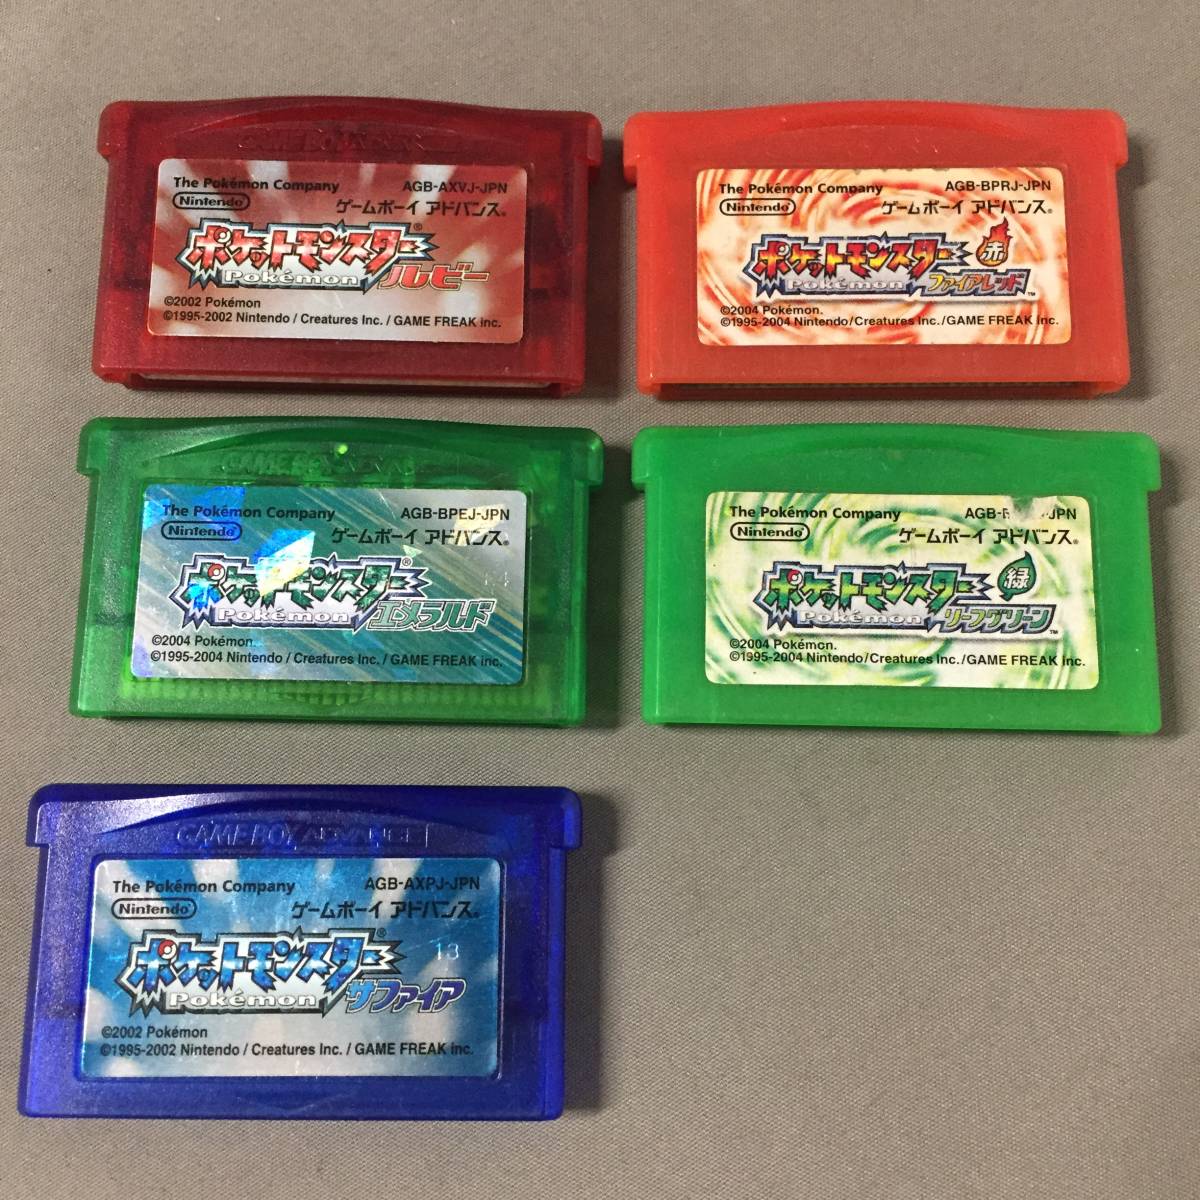 GAME BOY ADVANCE
The Pokémon Company AGB-AXVJ-JPN
Nintendo ゲームボーイ アドバンス®
ポケットモンスター®
Pokémon ルビー
©2002 Pokémon
©1995-2002 Nintendo / Creatures Inc. / GAME FREAK inc.
The Pokémon Company AGB-BPRJ-JPN
Nintendo ゲームボーイ アドバンス®
ポケットモンスター 赤
Pokémon ファイアレッド™
©2004 Pokémon.
©1995-2004 Nintendo/Creatures Inc./GAME FREAK inc.
GAME BOY ADVANCE
The Pokémon Company AGB-BPEJ-JPN
Nintendo ゲームボーイ アドバンス®
ポケットモンスター®
Pokémon エメラルド
©2004 Pokémon.
©1995-2004 Nintendo / Creatures Inc. / GAME FREAK inc.
The Pokémon Company AGB- -JPN
Nintendo ゲームボーイ アドバンス®
ポケットモンスター 緑
Pokémon リーフグリーン™
©2004 Pokémon.
©1995-2004 Nintendo/Creatures Inc./GAME FREAK inc.
GAME BOY ADVANCE
The Pokémon Company AGB-AXPJ-JPN
Nintendo ゲームボーイ アドバンス®
ポケットモンスター® 13
Pokémon サファイア
©2002 Pokémon
©1995-2002 Nintendo / Creatures Inc. / GAME FREAK inc.